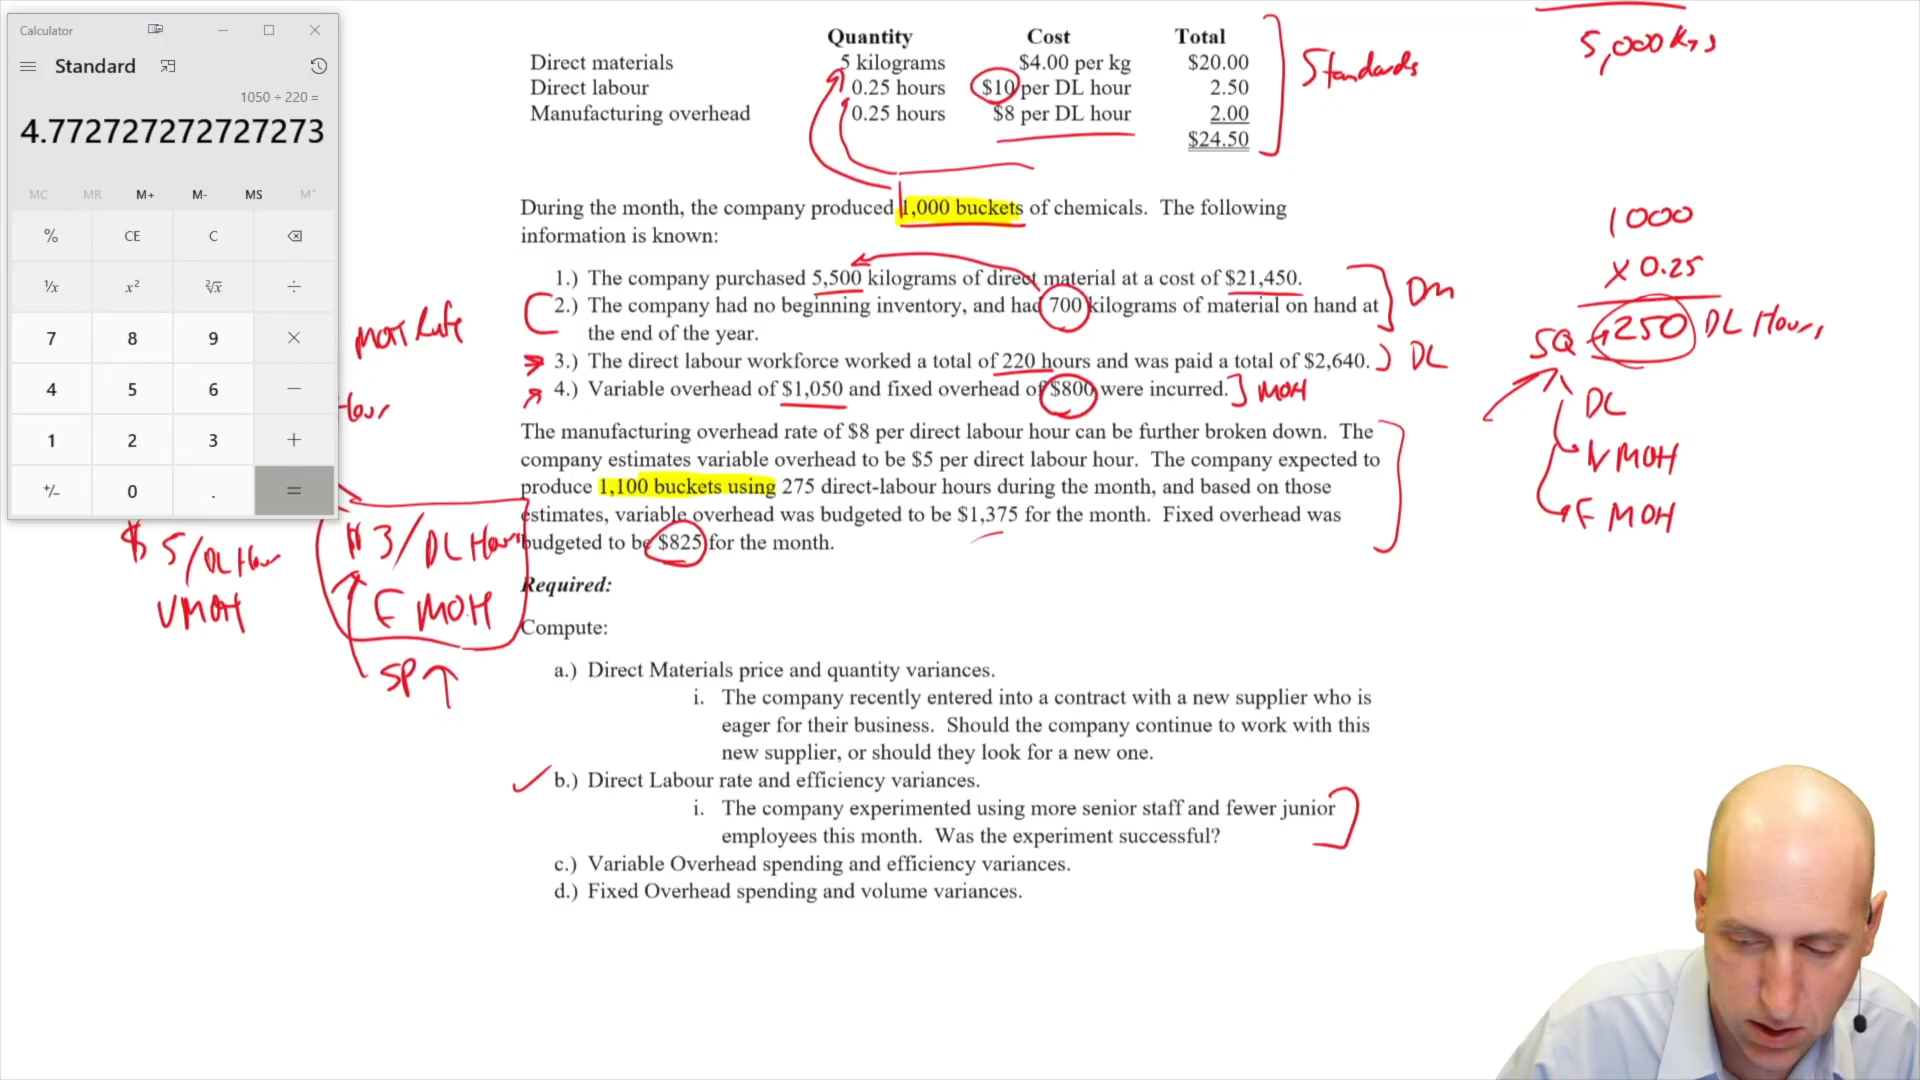 Calculator
Standard
1050 ÷ 220 =
4.772727272727273
MC MR M+ M- MS M˅
% CE C ⌫
¹/x x² ²√x ÷
7 8 9 ×
4 5 6 −
1 2 3 +
+/- 0 . =
Quantity Cost Total
Direct materials 5 kilograms $4.00 per kg $20.00
Direct labour 0.25 hours $10 per DL hour 2.50
Manufacturing overhead 0.25 hours $8 per DL hour 2.00
$24.50
Standards
5,000 Kgs
During the month, the company produced 1,000 buckets of chemicals. The following
information is known:
1.) The company purchased 5,500 kilograms of direct material at a cost of $21,450.
2.) The company had no beginning inventory, and had 700 kilograms of material on hand at
the end of the year.
DM
3.) The direct labour workforce worked a total of 220 hours and was paid a total of $2,640.
DL
4.) Variable overhead of $1,050 and fixed overhead of $800 were incurred.
MOH
The manufacturing overhead rate of $8 per direct labour hour can be further broken down. The
company estimates variable overhead to be $5 per direct labour hour. The company expected to
produce 1,100 buckets using 275 direct-labour hours during the month, and based on those
estimates, variable overhead was budgeted to be $1,375 for the month. Fixed overhead was
budgeted to be $825 for the month.
1000
X 0.25
SQ → 250 DL Hours
DL
VMOH
F MOH
MOH Rate
Hour
$ 5/DL Hour
VMOH
$ 3/DL Hours
F MOH
SP ↑
Required:
Compute:
a.) Direct Materials price and quantity variances.
i. The company recently entered into a contract with a new supplier who is
eager for their business. Should the company continue to work with this
new supplier, or should they look for a new one.
b.) Direct Labour rate and efficiency variances.
i. The company experimented using more senior staff and fewer junior
employees this month. Was the experiment successful?
c.) Variable Overhead spending and efficiency variances.
d.) Fixed Overhead spending and volume variances.